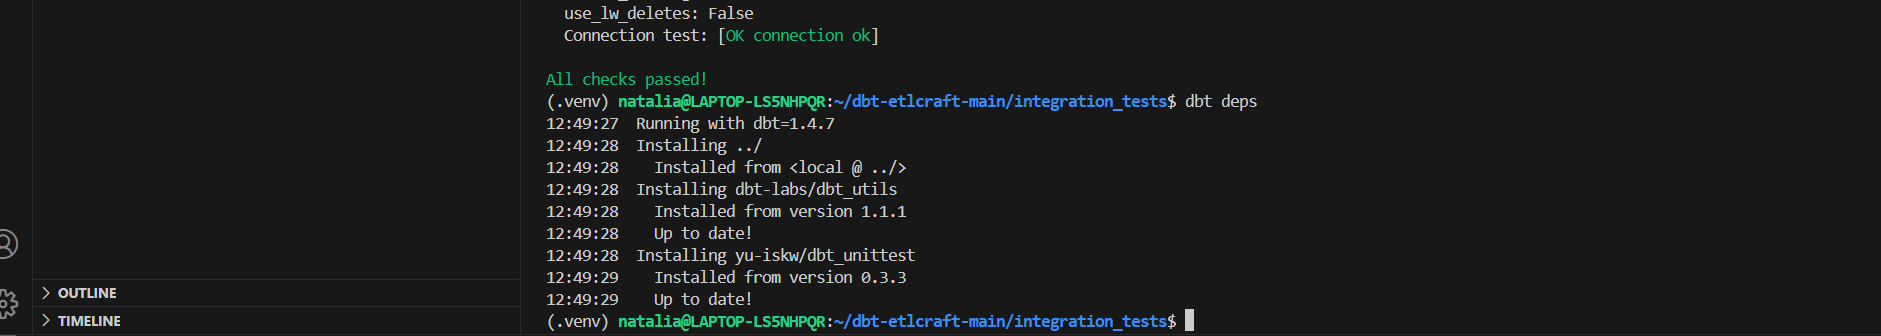 use_lw_deletes: False
Connection test: [OK connection ok]
All checks passed!
(.venv) natalia@LAPTOP-LS5NHPQR:~/dbt-etlcraft-main/integration_tests$ dbt deps
12:49:27  Running with dbt=1.4.7
12:49:28  Installing ../
12:49:28    Installed from <local @ ../>
12:49:28  Installing dbt-labs/dbt_utils
12:49:28    Installed from version 1.1.1
12:49:28    Up to date!
12:49:28  Installing yu-iskw/dbt_unittest
12:49:29    Installed from version 0.3.3
12:49:29    Up to date!
(.venv) natalia@LAPTOP-LS5NHPQR:~/dbt-etlcraft-main/integration_tests$
OUTLINE
TIMELINE